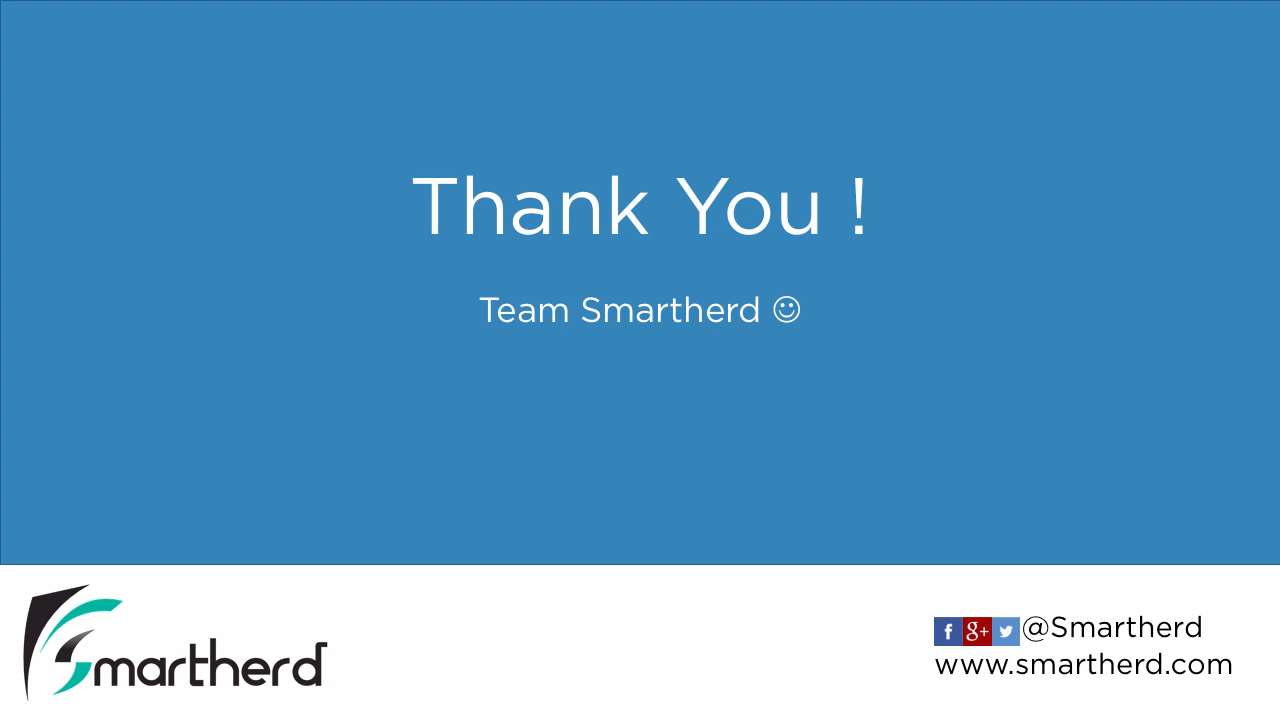 Thank You !
Team Smartherd ☺
Smartherd
f g+ @Smartherd
www.smartherd.com